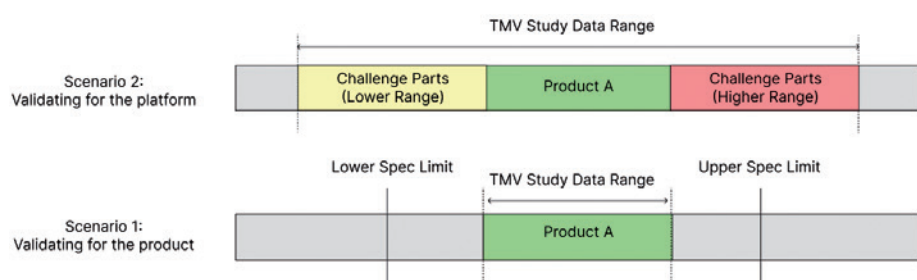 TMV Study Data Range
Scenario 2:
Validating for the platform
Challenge Parts
(Lower Range)
Product A
Challenge Parts
(Higher Range)
Lower Spec Limit
TMV Study Data Range
Upper Spec Limit
Scenario 1:
Validating for the product
Product A